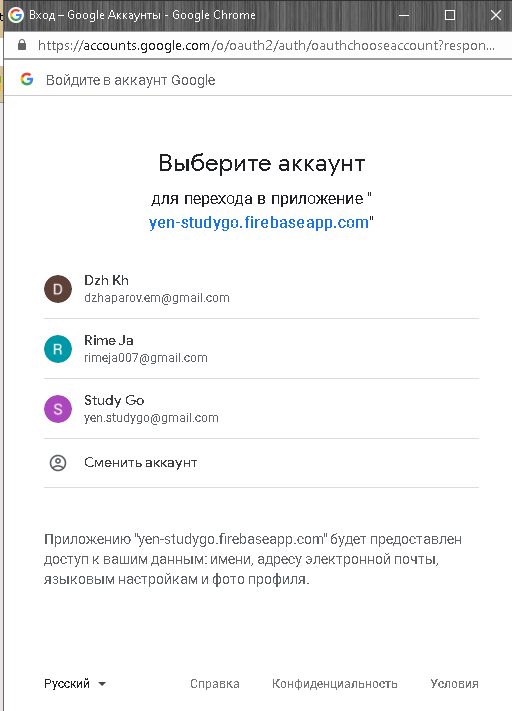 Вход – Google Аккаунты - Google Chrome
https://accounts.google.com/o/oauth2/auth/oauthchooseaccount?respon...
Войдите в аккаунт Google
Выберите аккаунт
для перехода в приложение "
yen-studygo.firebaseapp.com"
D
Dzh Kh
dzhaparov.em@gmail.com
R
Rime Ja
rimeja007@gmail.com
S
Study Go
yen.studygo@gmail.com
Сменить аккаунт
Приложению "yen-studygo.firebaseapp.com" будет предоставлен
доступ к вашим данным: имени, адресу электронной почты,
языковым настройкам и фото профиля.
Русский
Справка
Конфиденциальность
Условия